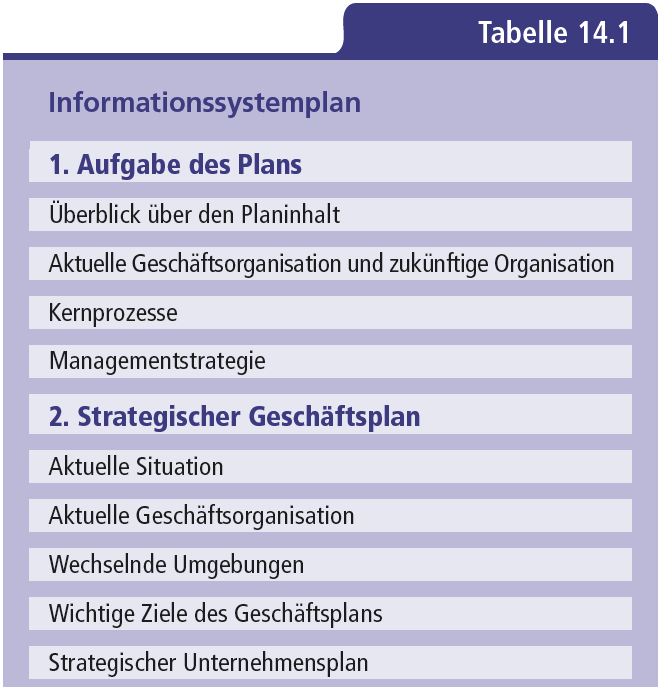 Tabelle 14.1
Informationssystemplan
1. Aufgabe des Plans
Überblick über den Planinhalt
Aktuelle Geschäftsorganisation und zukünftige Organisation
Kernprozesse
Managementstrategie
2. Strategischer Geschäftsplan
Aktuelle Situation
Aktuelle Geschäftsorganisation
Wechselnde Umgebungen
Wichtige Ziele des Geschäftsplans
Strategischer Unternehmensplan